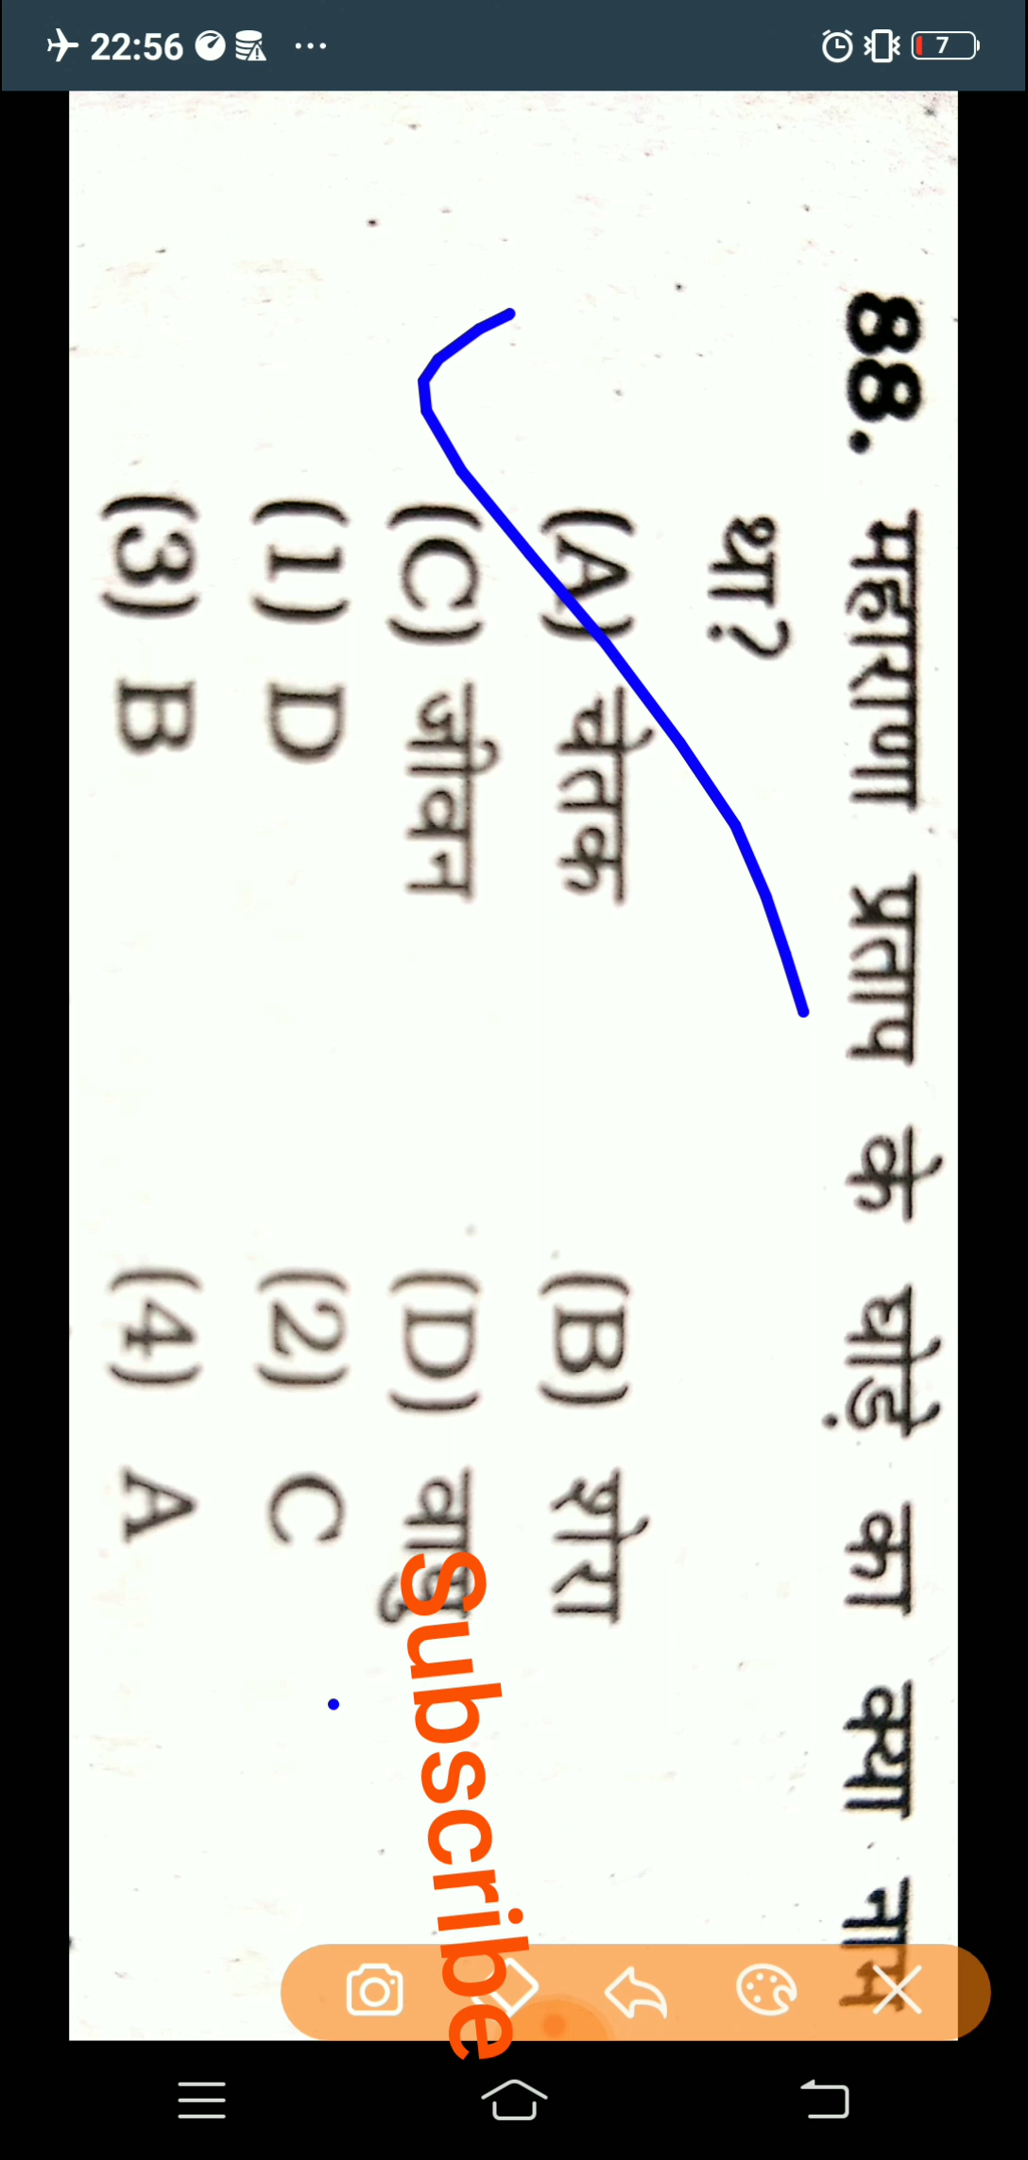 22:56
7
88. महाराणा प्रताप के घोड़े का क्या नाम
था?
(A) चेतक (B) शेरा
(C) जीवन (D) वायु
(1) D (2) C
(3) B (4) A
Subscribe